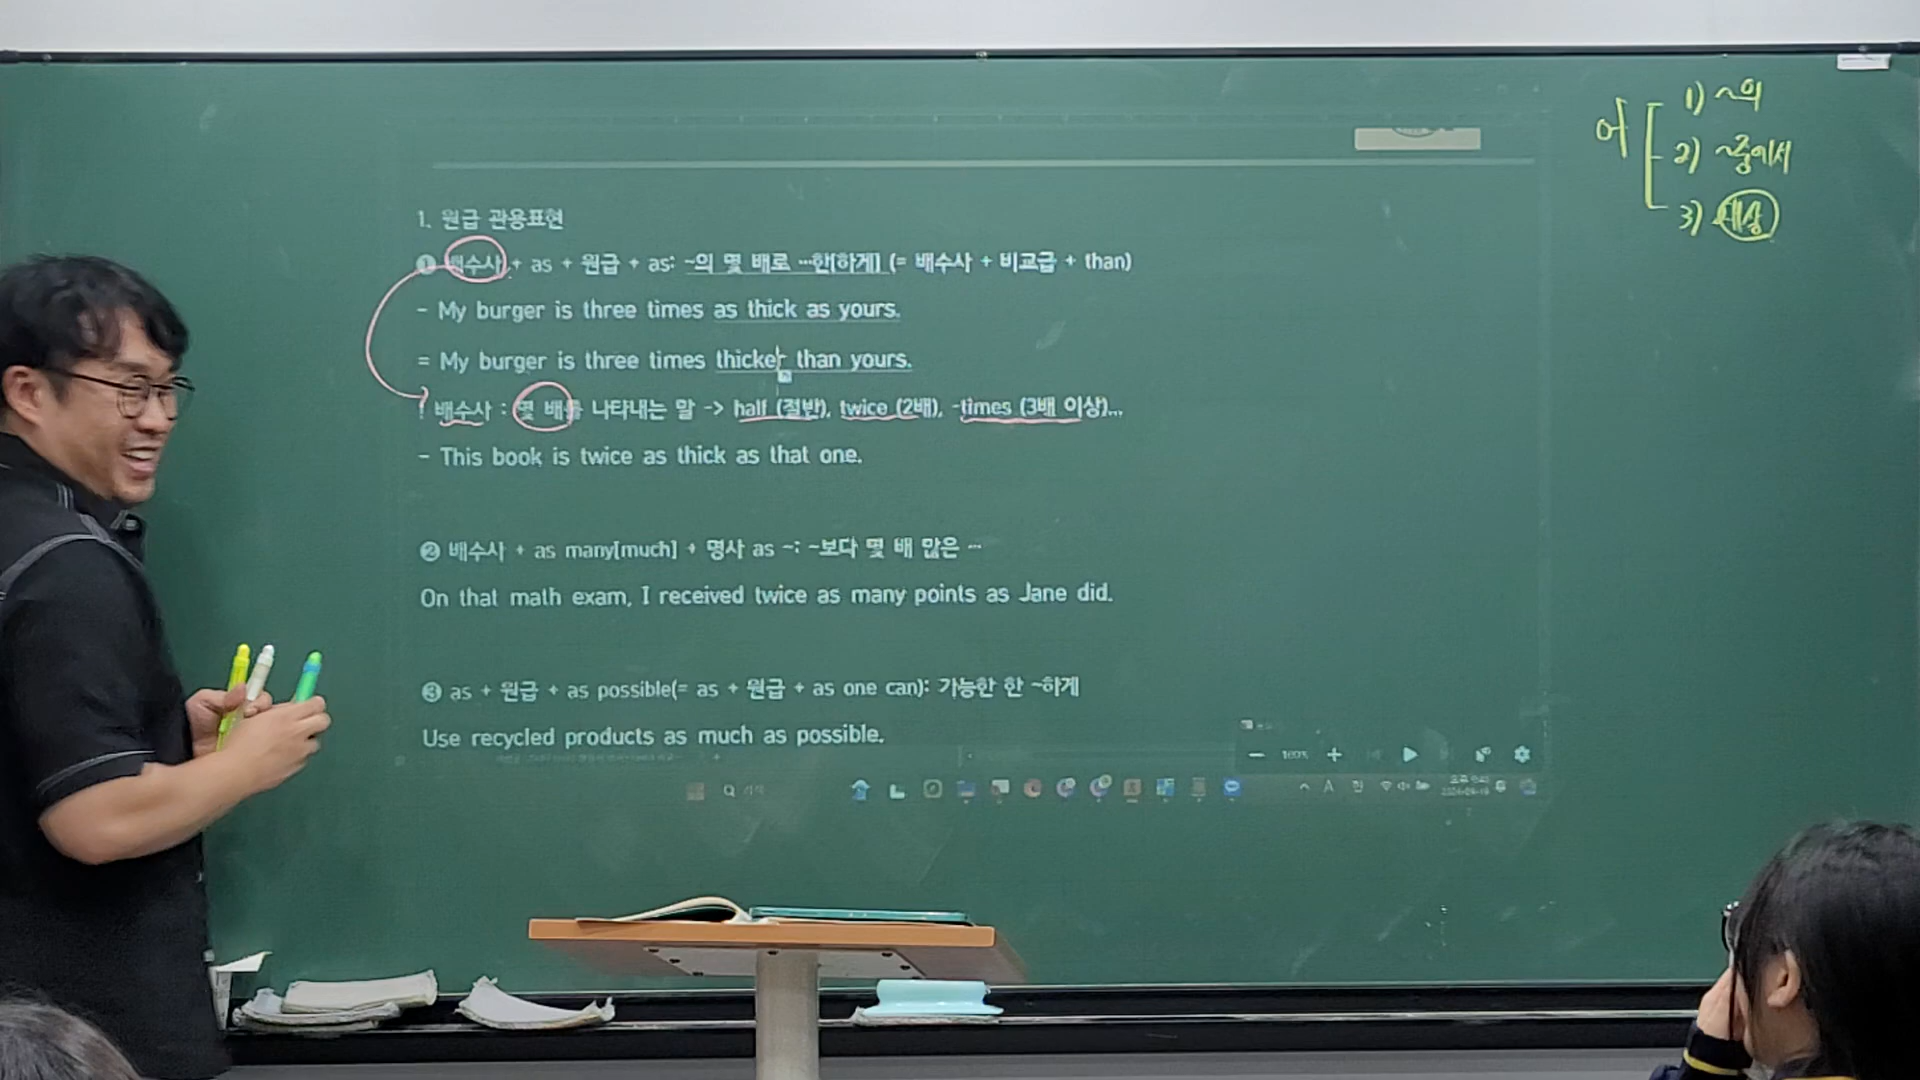 1. 원급 관용표현
❶ 배수사 + as + 원급 + as: ~의 몇 배로 …한[하게] (= 배수사 + 비교급 + than)
- My burger is three times as thick as yours.
= My burger is three times thicker than yours.
! 배수사 : 몇 배를 나타내는 말 -> half (절반), twice (2배), -times (3배 이상)...
- This book is twice as thick as that one.
❷ 배수사 + as many[much] + 명사 as ~: ~보다 몇 배 많은 …
On that math exam, I received twice as many points as Jane did.
❸ as + 원급 + as possible(= as + 원급 + as one can): 가능한 한 ~하게
Use recycled products as much as possible.
1) ~의
2) ~중에서
3)
A 한